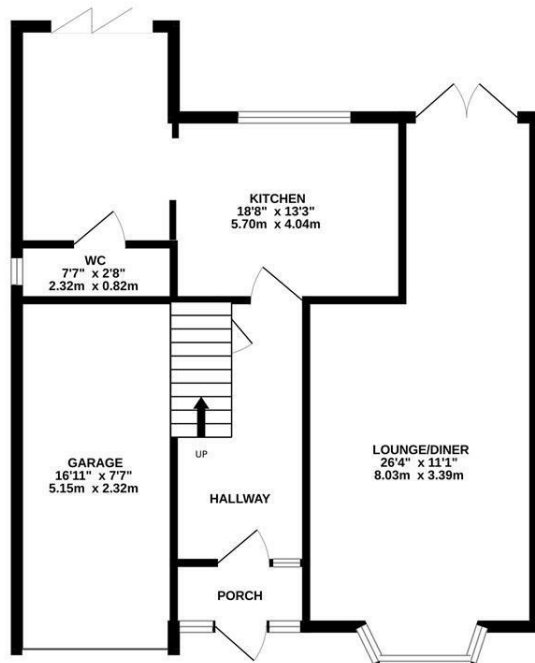 KITCHEN
18'8" x 13'3"
5.70m x 4.04m
WC
7'7" x 2'8"
2.32m x 0.82m
LOUNGE/DINER
26'4" x 11'1"
8.03m x 3.39m
UP
GARAGE
16'11" x 7'7"
5.15m x 2.32m
HALLWAY
PORCH